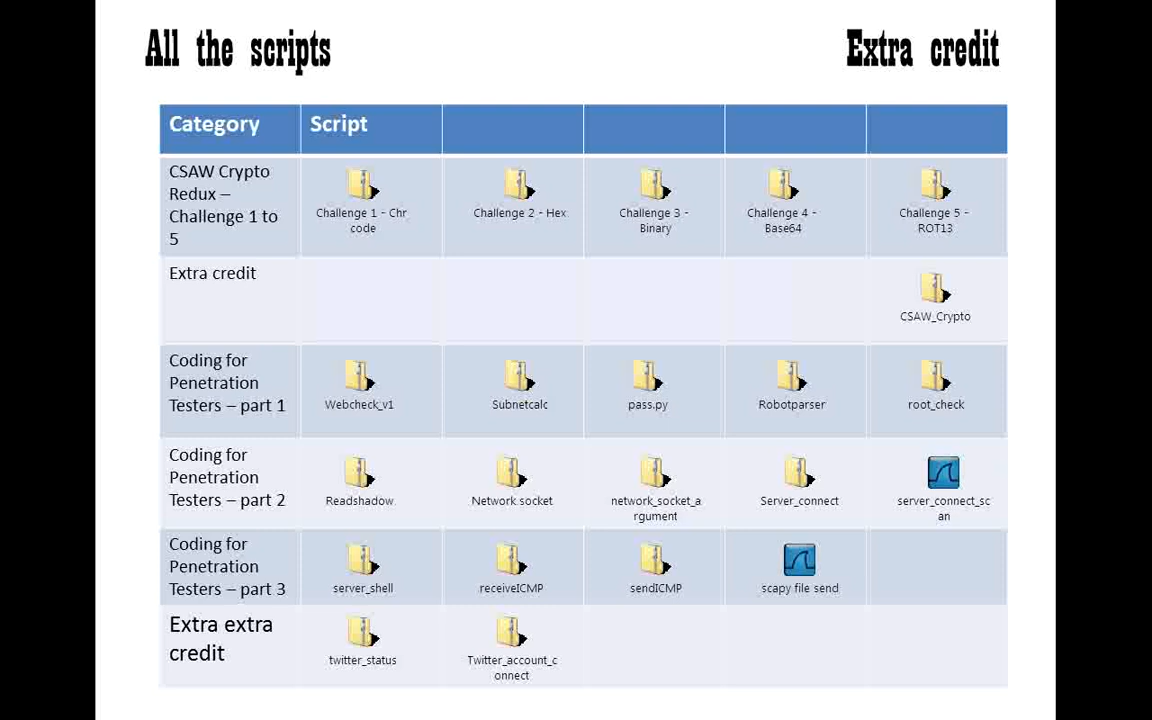 All the scripts
Extra credit
Category
Script
CSAW Crypto
Redux –
Challenge 1 to
5
Challenge 1 - Chr
code
Challenge 2 - Hex
Challenge 3 -
Binary
Challenge 4 -
Base64
Challenge 5 -
ROT13
Extra credit
CSAW_Crypto
Coding for
Penetration
Testers – part 1
Webcheck_v1
Subnetcalc
pass.py
Robotparser
root_check
Coding for
Penetration
Testers – part 2
Readshadow
Network socket
network_socket_a
rgument
Server_connect
server_connect_sc
an
Coding for
Penetration
Testers – part 3
server_shell
receiveICMP
sendICMP
scapy file send
Extra extra
credit
twitter_status
Twitter_account_c
onnect